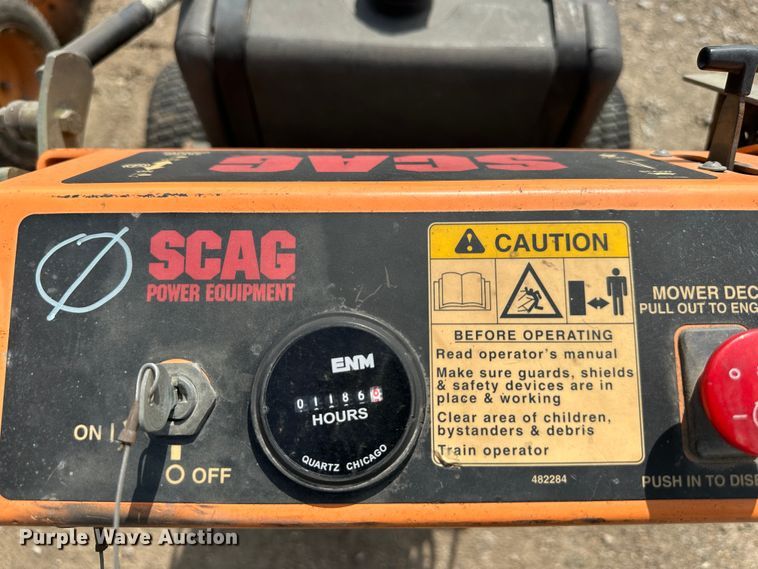 SCAG
SCAG
POWER EQUIPMENT
ON
OFF
ENM
01186 6
HOURS
QUARTZ CHICAGO
CAUTION
BEFORE OPERATING
Read operator's manual
Make sure guards, shields
& safety devices are in
place & working
Clear area of children,
bystanders & debris
Train operator
482284
MOWER DEC
PULL OUT TO ENG
PUSH IN TO DISE
Purple Wave Auction